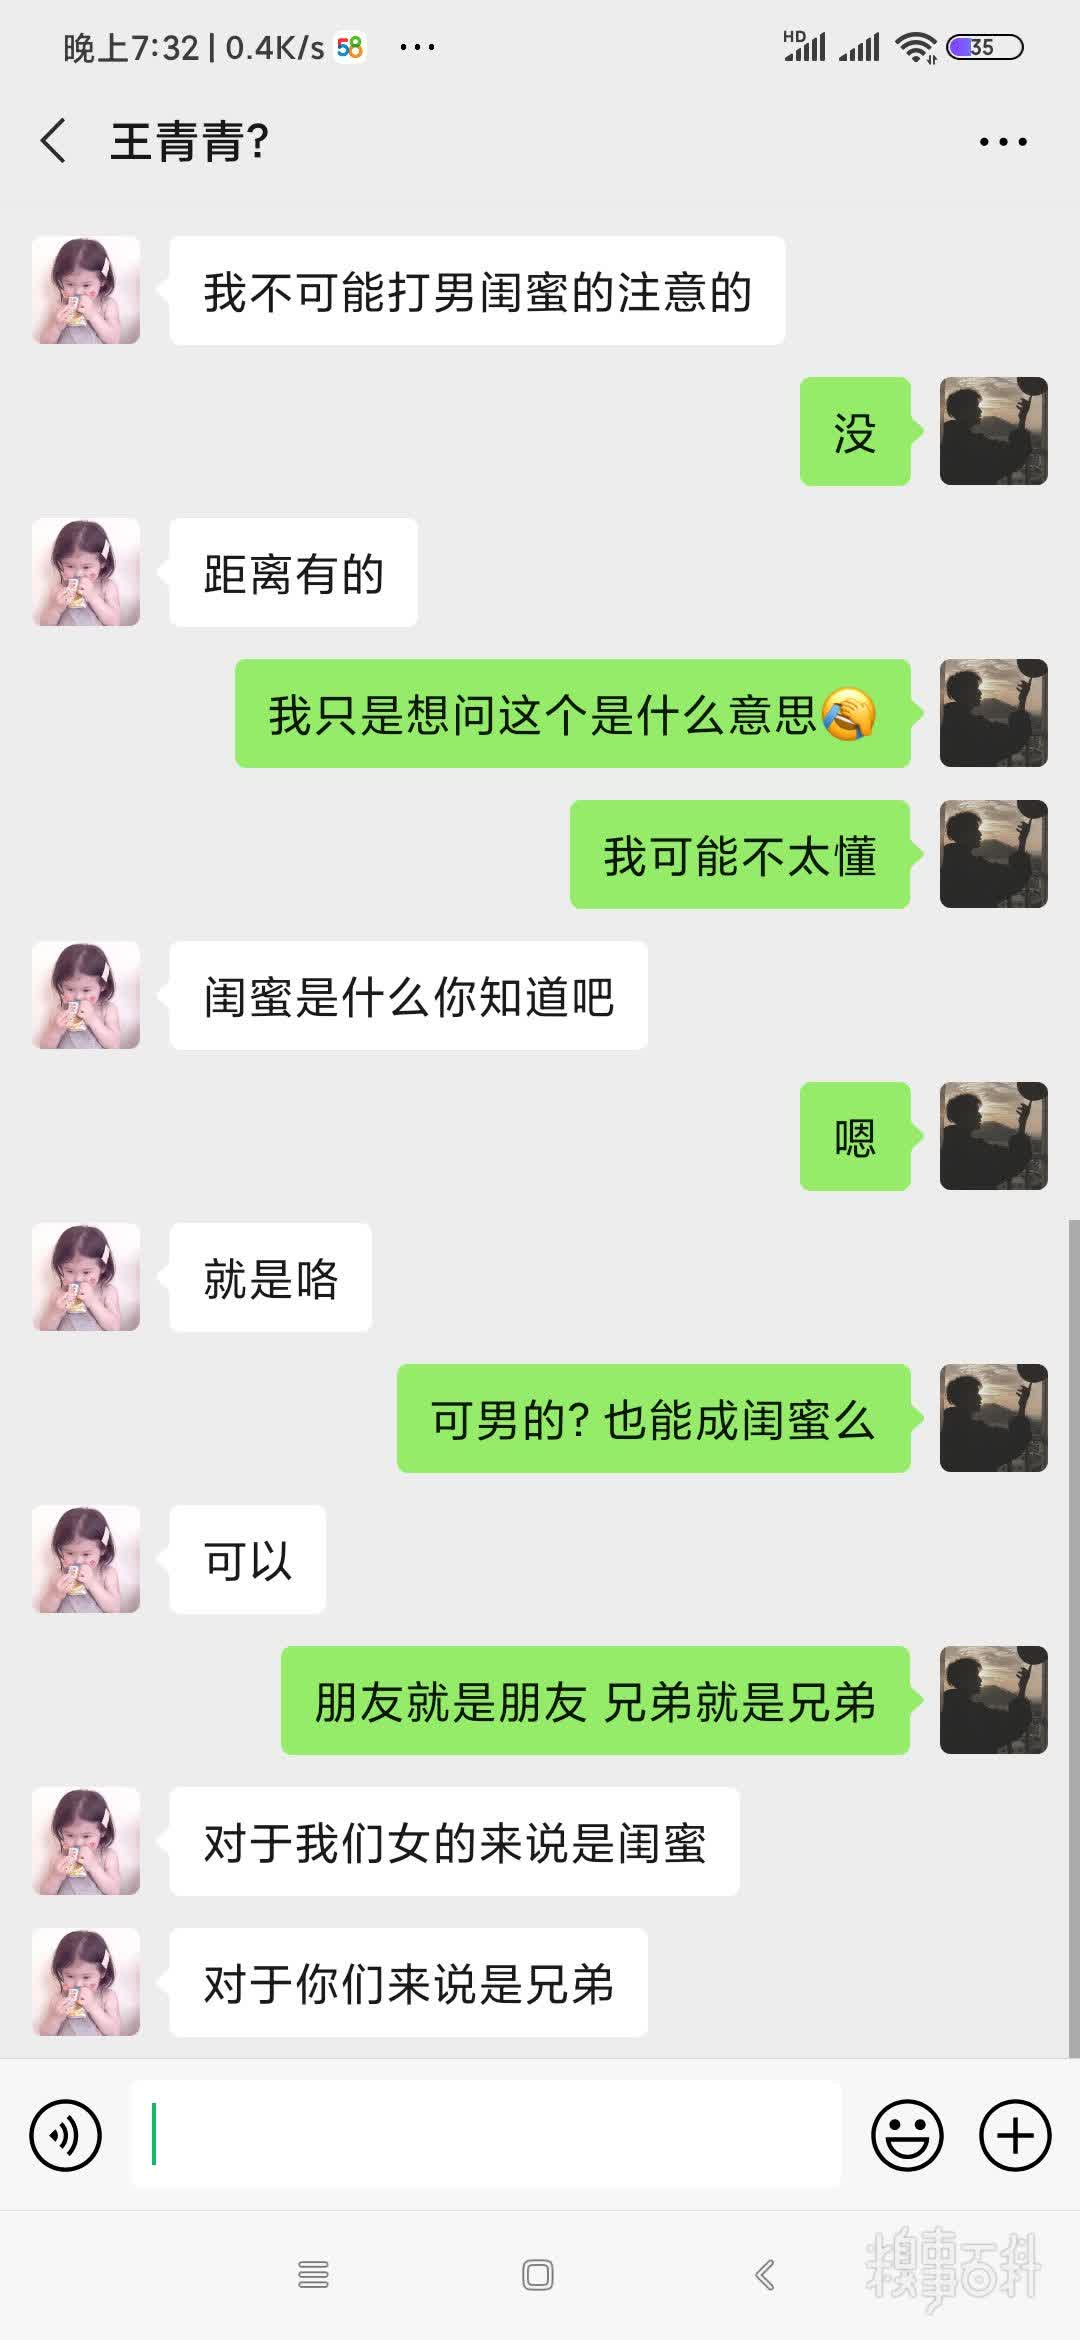 晚上7:32 | 0.4K/s 58 ...
HD 35
王青青?
我不可能打男闺蜜的注意的
没
距离有的
我只是想问这个是什么意思🤦
我可能不太懂
闺蜜是什么你知道吧
嗯
就是咯
可男的? 也能成闺蜜么
可以
朋友就是朋友 兄弟就是兄弟
对于我们女的来说是闺蜜
对于你们来说是兄弟
糗事百科